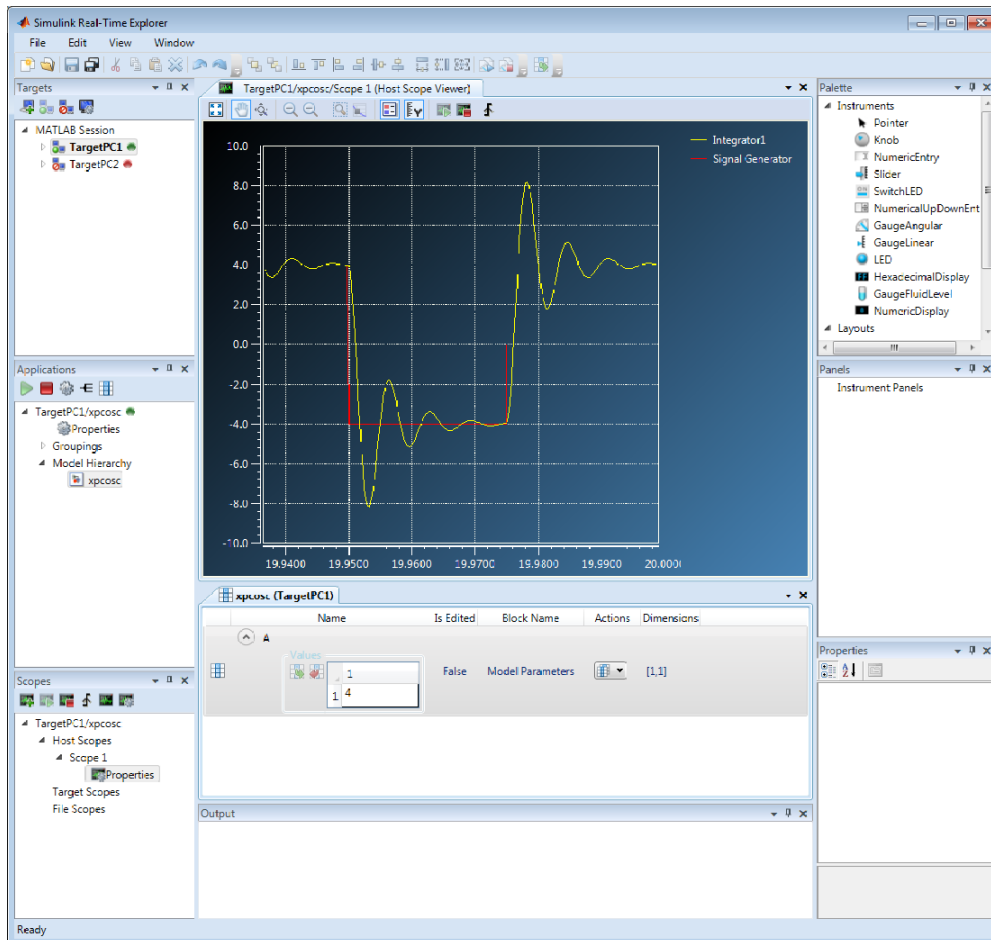 Simulink Real-Time Explorer
File Edit View Window
Targets
MATLAB Session
TargetPC1
TargetPC2
Applications
TargetPC1/xpcosc
Properties
Groupings
Model Hierarchy
xpcosc
Scopes
TargetPC1/xpcosc
Host Scopes
Scope 1
Properties
Target Scopes
File Scopes
TargetPC1/xpcosc/Scope 1 (Host Scope Viewer)
Integrator1
Signal Generator
10.0
8.0
6.0
4.0
2.0
0.0
-2.0
-4.0
-6.0
-8.0
-10.0
19.9400 19.9500 19.9600 19.9700 19.9800 19.9900 20.000
xpcosc (TargetPC1)
Name Is Edited Block Name Actions Dimensions
A
Values
1
1 4
False Model Parameters [1,1]
Output
Palette
Instruments
Pointer
Knob
NumericEntry
Slider
SwitchLED
NumericalUpDownEnt
GaugeAngular
GaugeLinear
LED
HexadecimalDisplay
GaugeFluidLevel
NumericDisplay
Layouts
Panels
Instrument Panels
Properties
Ready